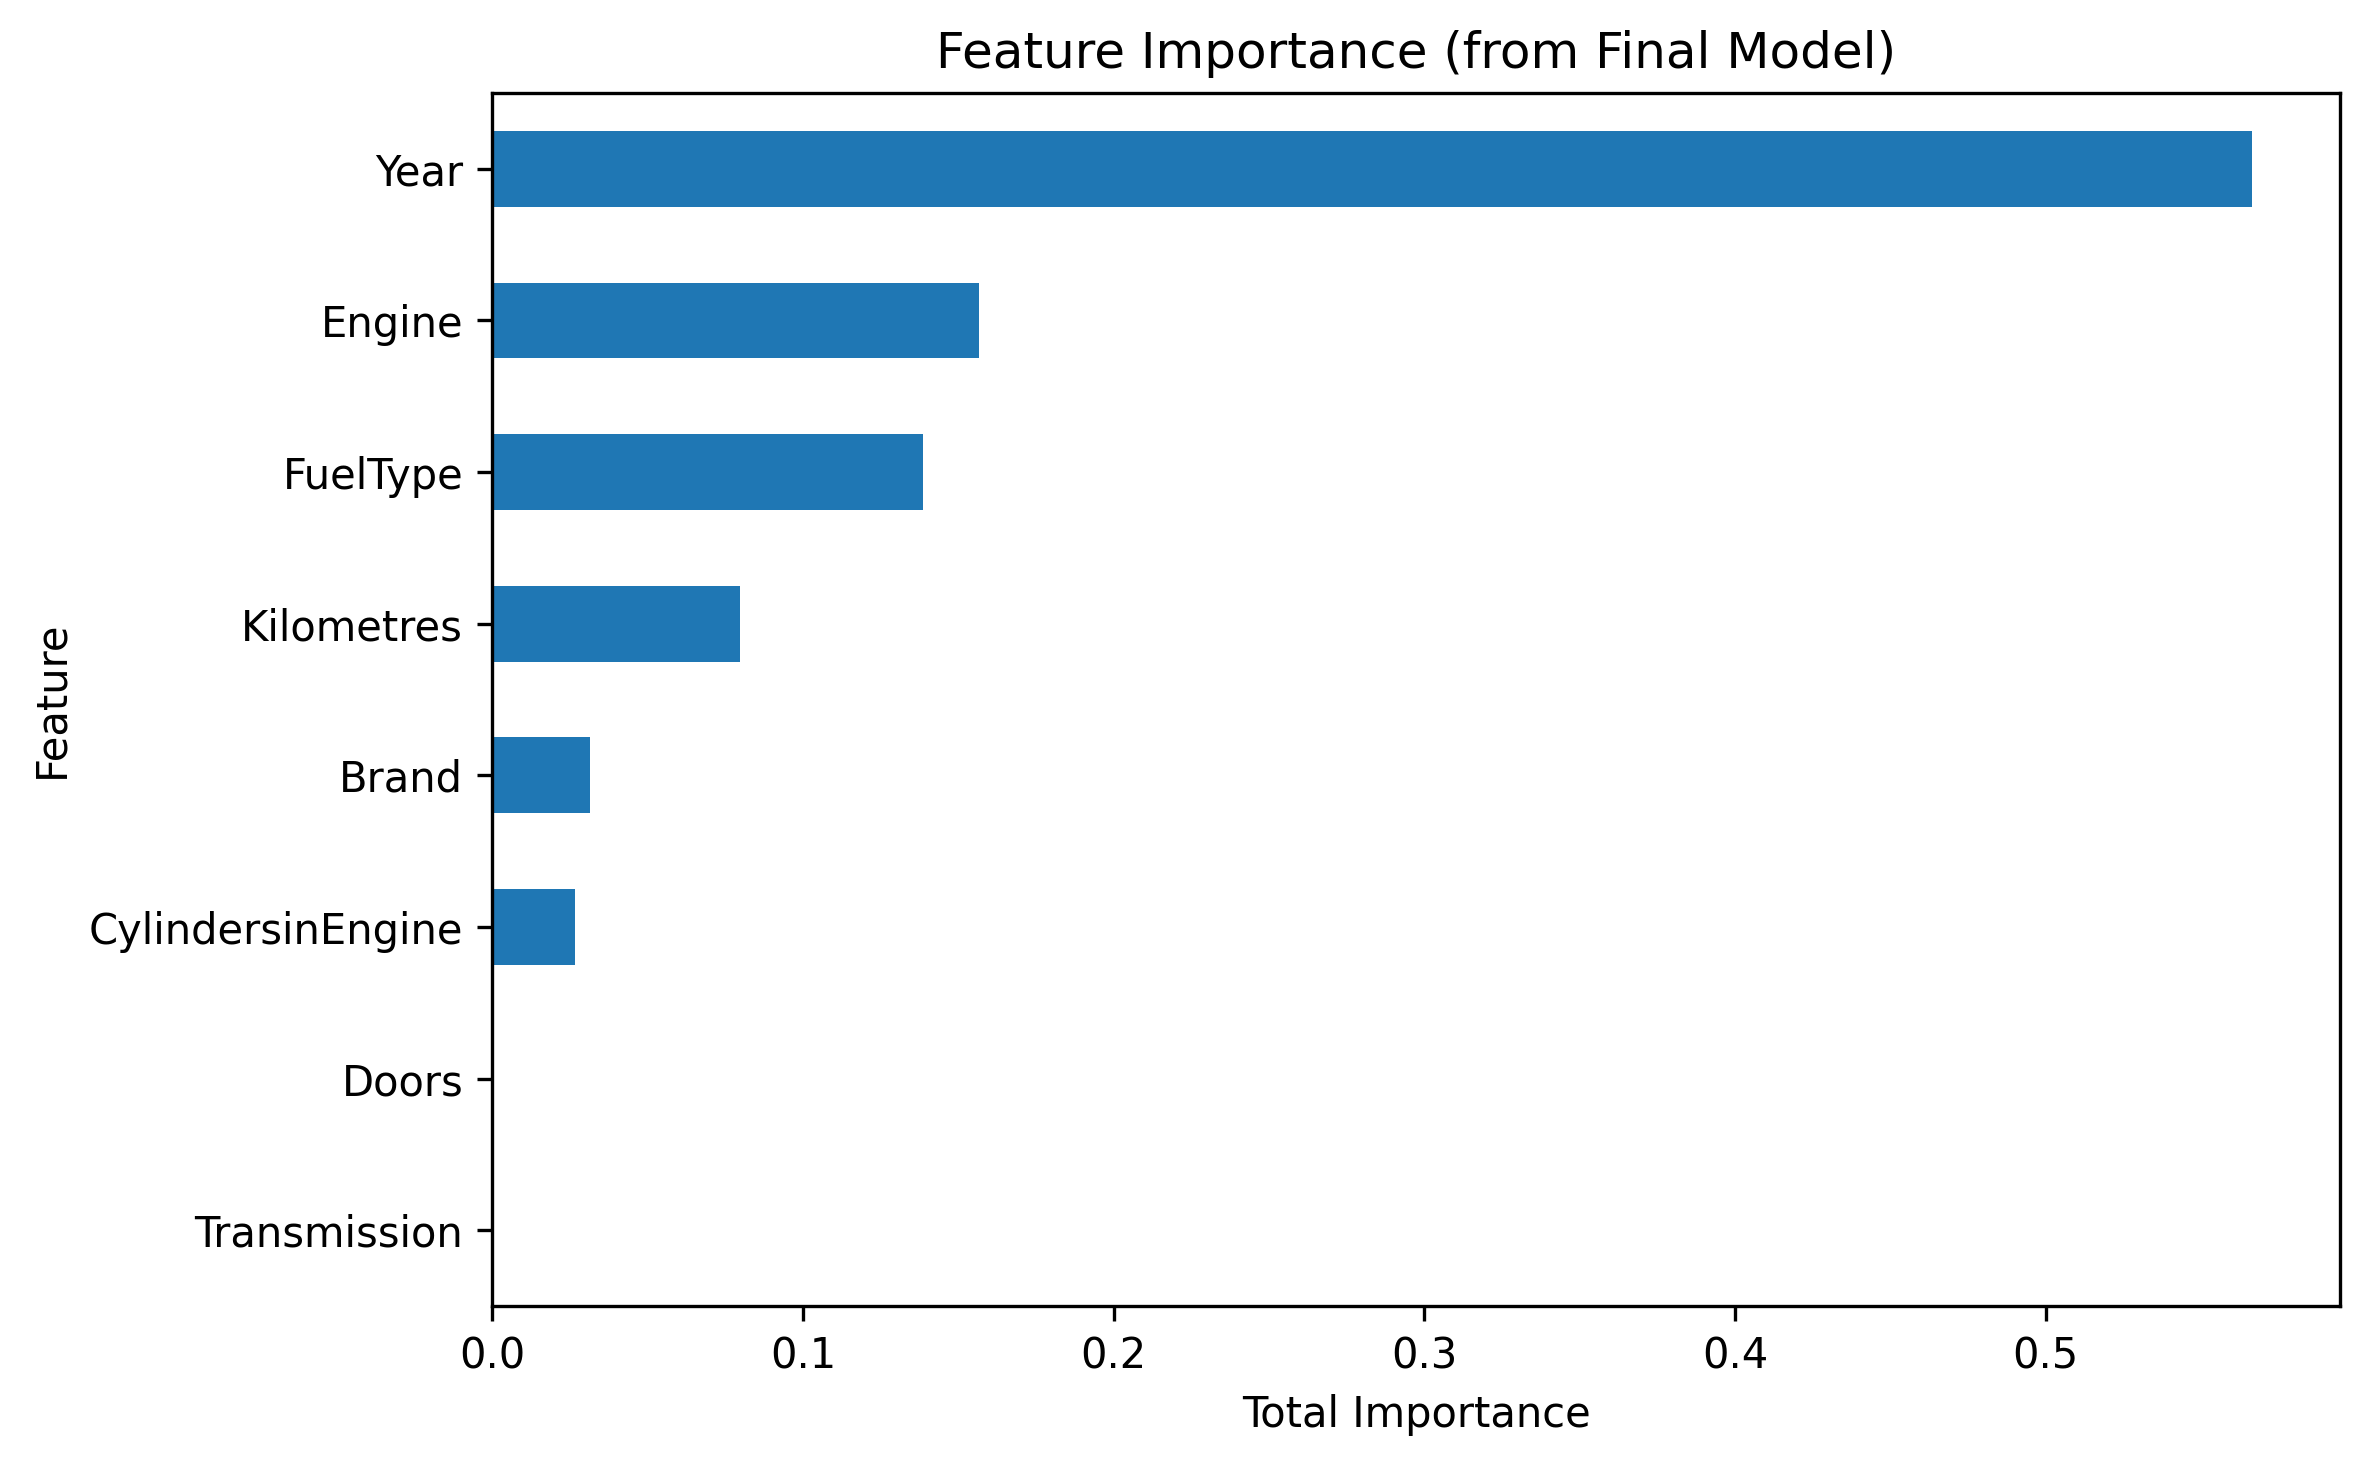 Feature Importance (from Final Model)
Feature
Year
Engine
FuelType
Kilometres
Brand
CylindersinEngine
Doors
Transmission
0.0 0.1 0.2 0.3 0.4 0.5
Total Importance